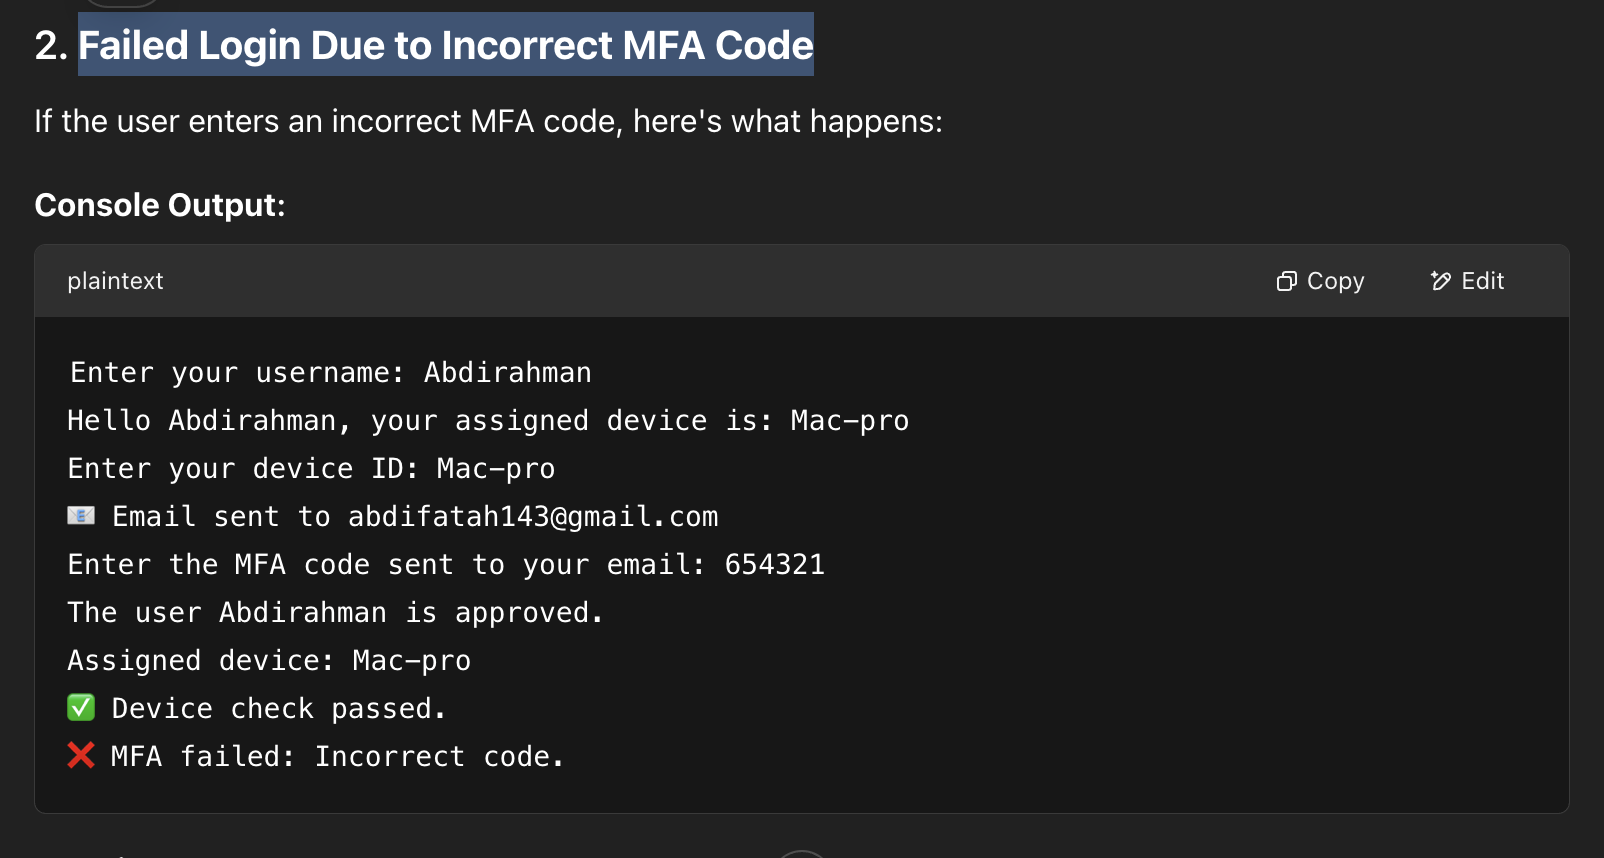 2. Failed Login Due to Incorrect MFA Code
If the user enters an incorrect MFA code, here's what happens:
Console Output:
plaintext
Copy
Edit
Enter your username: Abdirahman
Hello Abdirahman, your assigned device is: Mac-pro
Enter your device ID: Mac-pro
📧 Email sent to abdifatah143@gmail.com
Enter the MFA code sent to your email: 654321
The user Abdirahman is approved.
Assigned device: Mac-pro
✅ Device check passed.
❌ MFA failed: Incorrect code.